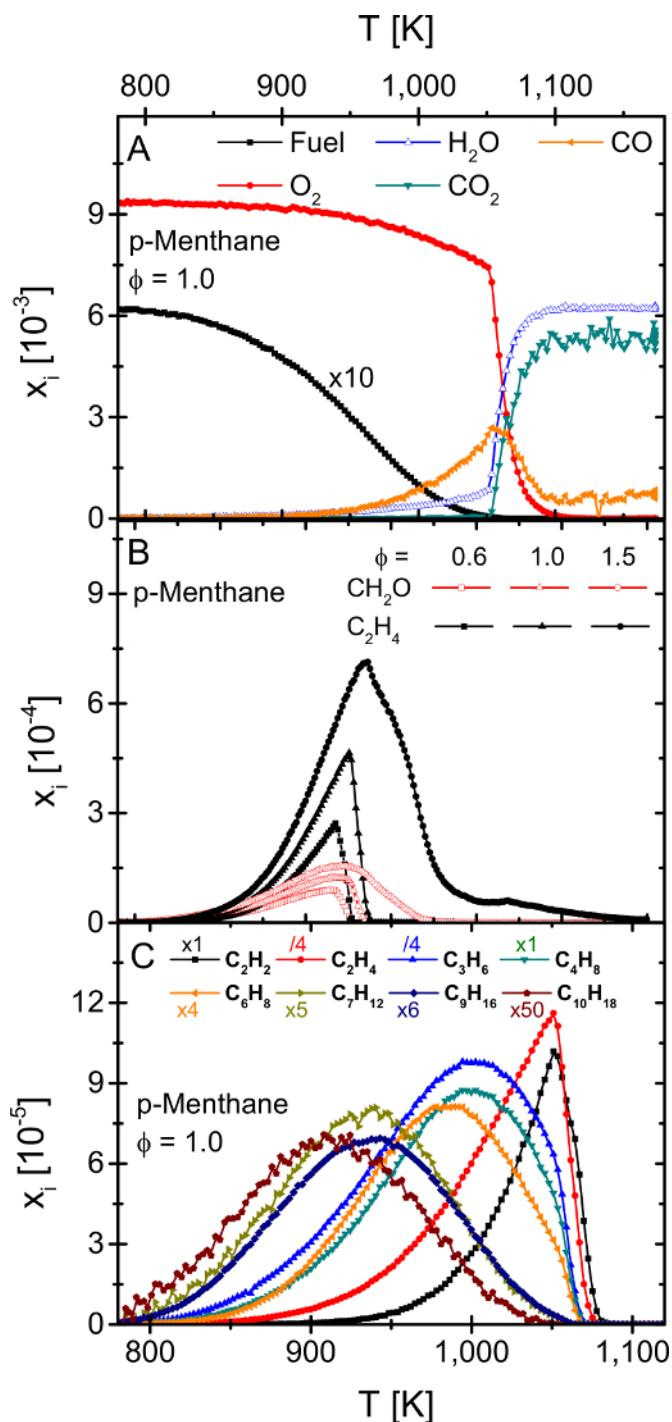 T [K]
800 900 1,000 1,100
A
Fuel H₂O CO
O₂ CO₂
p-Menthane
ϕ = 1.0
x10
9
6
3
0
xᵢ [10⁻³]
B
ϕ = 0.6 1.0 1.5
p-Menthane
CH₂O
C₂H₄
9
6
3
0
xᵢ [10⁻⁴]
C
x1 C₂H₂ /4 C₂H₄ /4 C₃H₆ x1 C₄H₈
x4 C₆H₈ x5 C₇H₁₂ x6 C₉H₁₆ x50 C₁₀H₁₈
p-Menthane
ϕ = 1.0
12
9
6
3
0
xᵢ [10⁻⁵]
800 900 1,000 1,100
T [K]